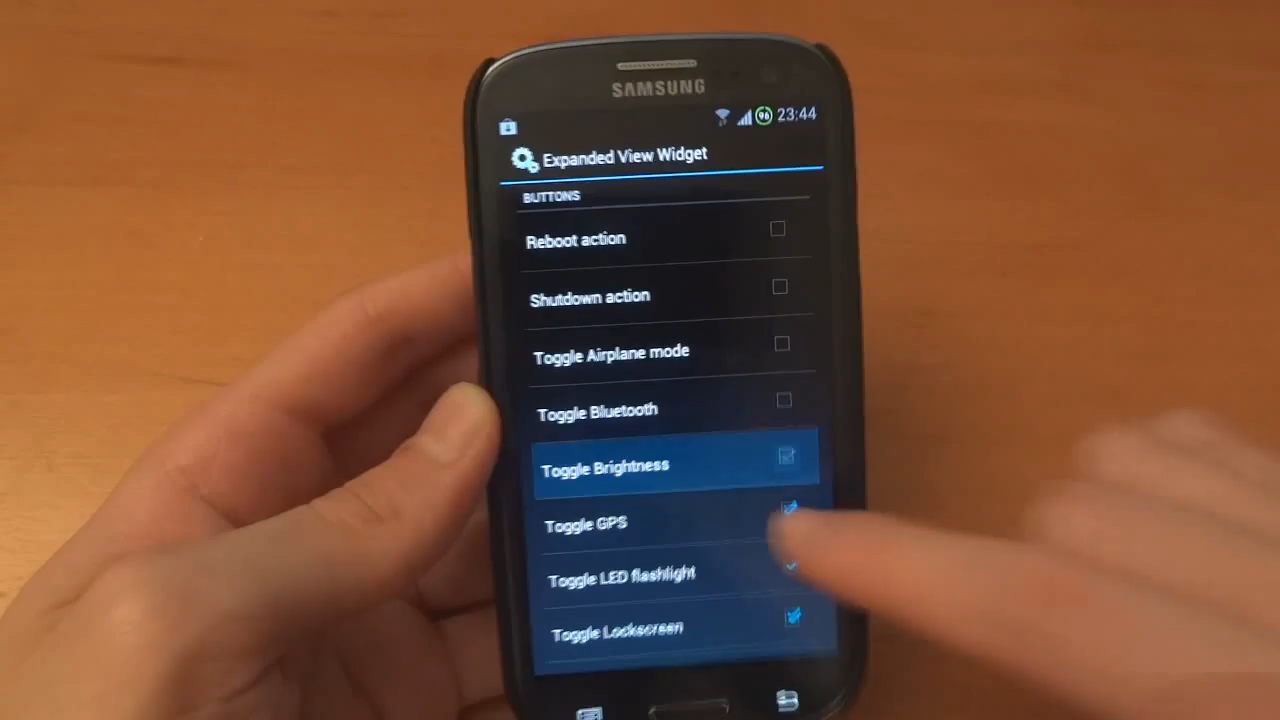 SAMSUNG
96 23:44
Expanded View Widget
BUTTONS
Reboot action
Shutdown action
Toggle Airplane mode
Toggle Bluetooth
Toggle Brightness
Toggle GPS
Toggle LED flashlight
Toggle Lockscreen